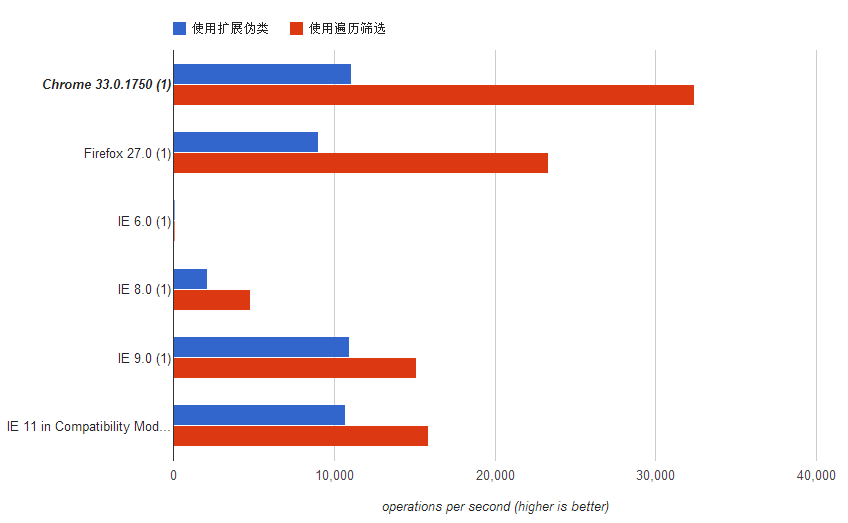 使用扩展伪类 使用遍历筛选
Chrome 33.0.1750 (1)
Firefox 27.0 (1)
IE 6.0 (1)
IE 8.0 (1)
IE 9.0 (1)
IE 11 in Compatibility Mod...
0 10,000 20,000 30,000 40,000
operations per second (higher is better)